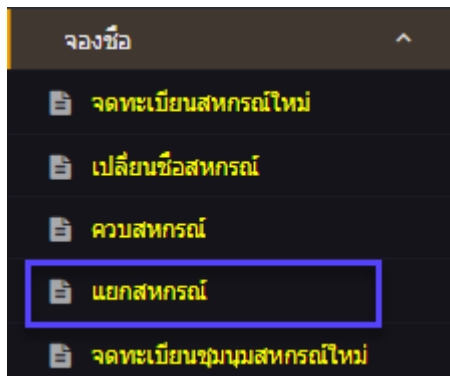 จองชื่อ
จดทะเบียนสหกรณ์ใหม่
เปลี่ยนชื่อสหกรณ์
ควบสหกรณ์
แยกสหกรณ์
จดทะเบียนชุมนุมสหกรณ์ใหม่